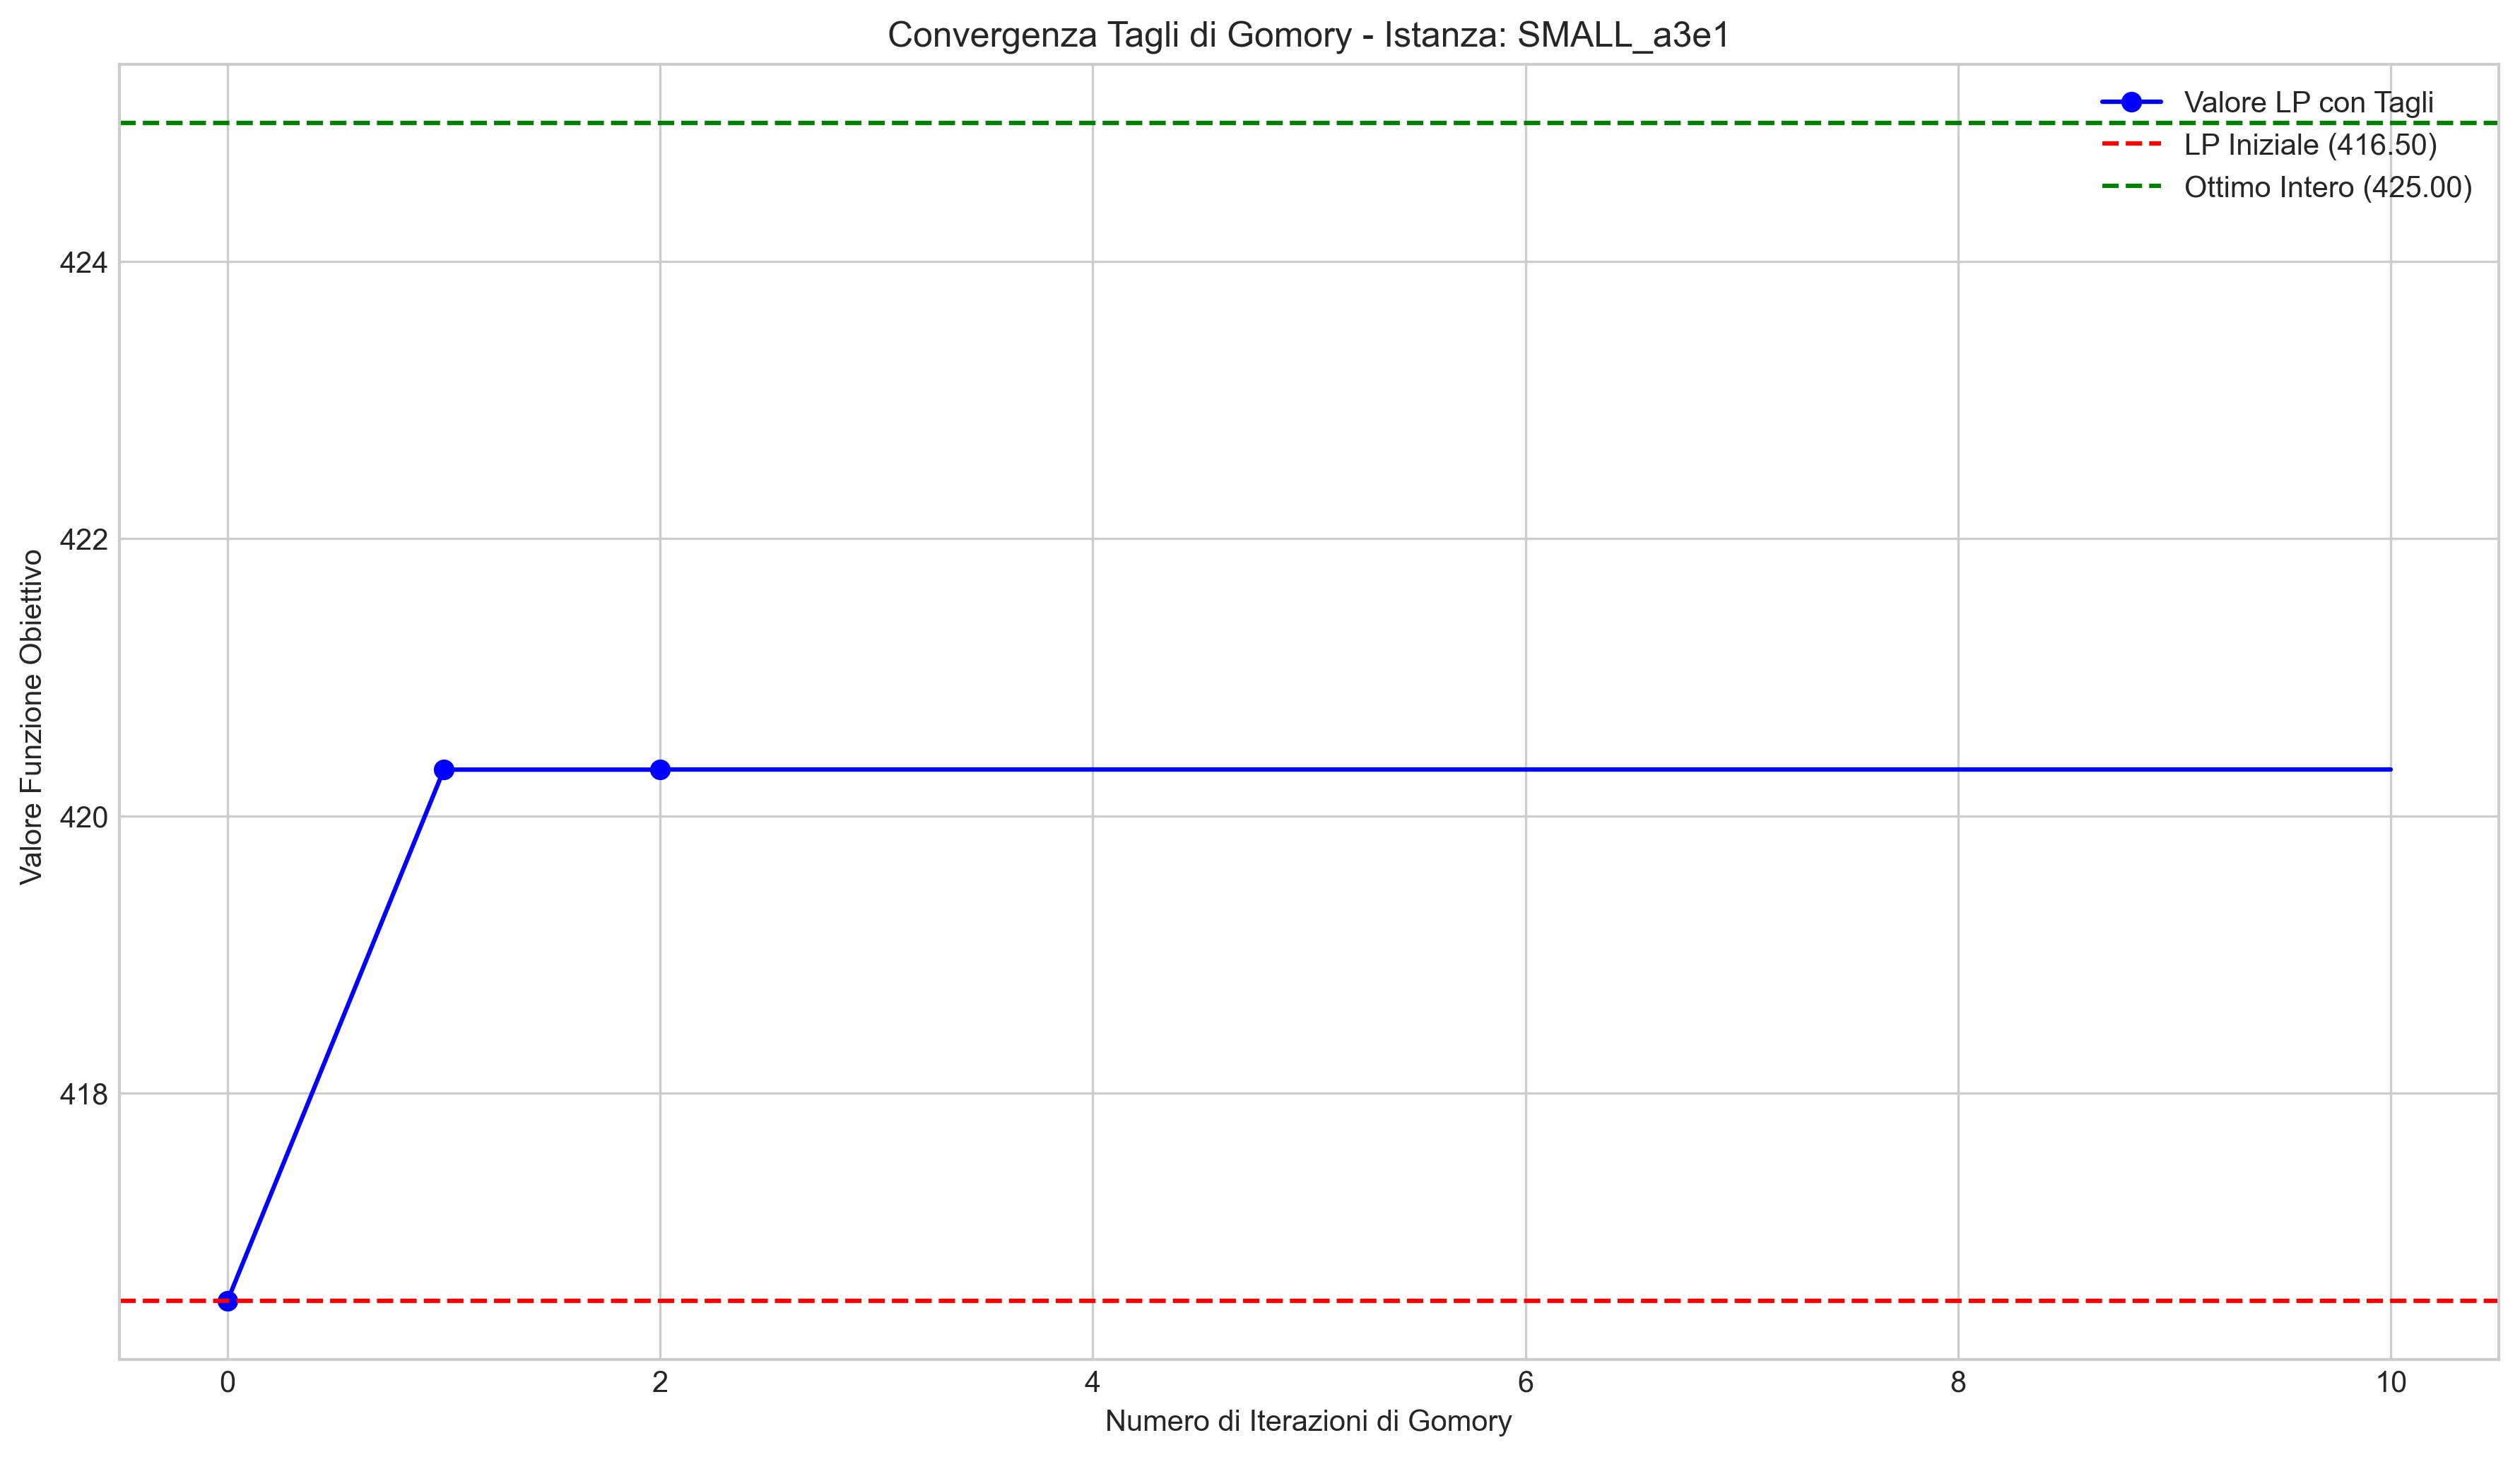 Convergenza Tagli di Gomory - Istanza: SMALL_a3e1
Valore LP con Tagli
LP Iniziale (416.50)
Ottimo Intero (425.00)
Valore Funzione Obiettivo
424
422
420
418
0 2 4 6 8 10
Numero di Iterazioni di Gomory